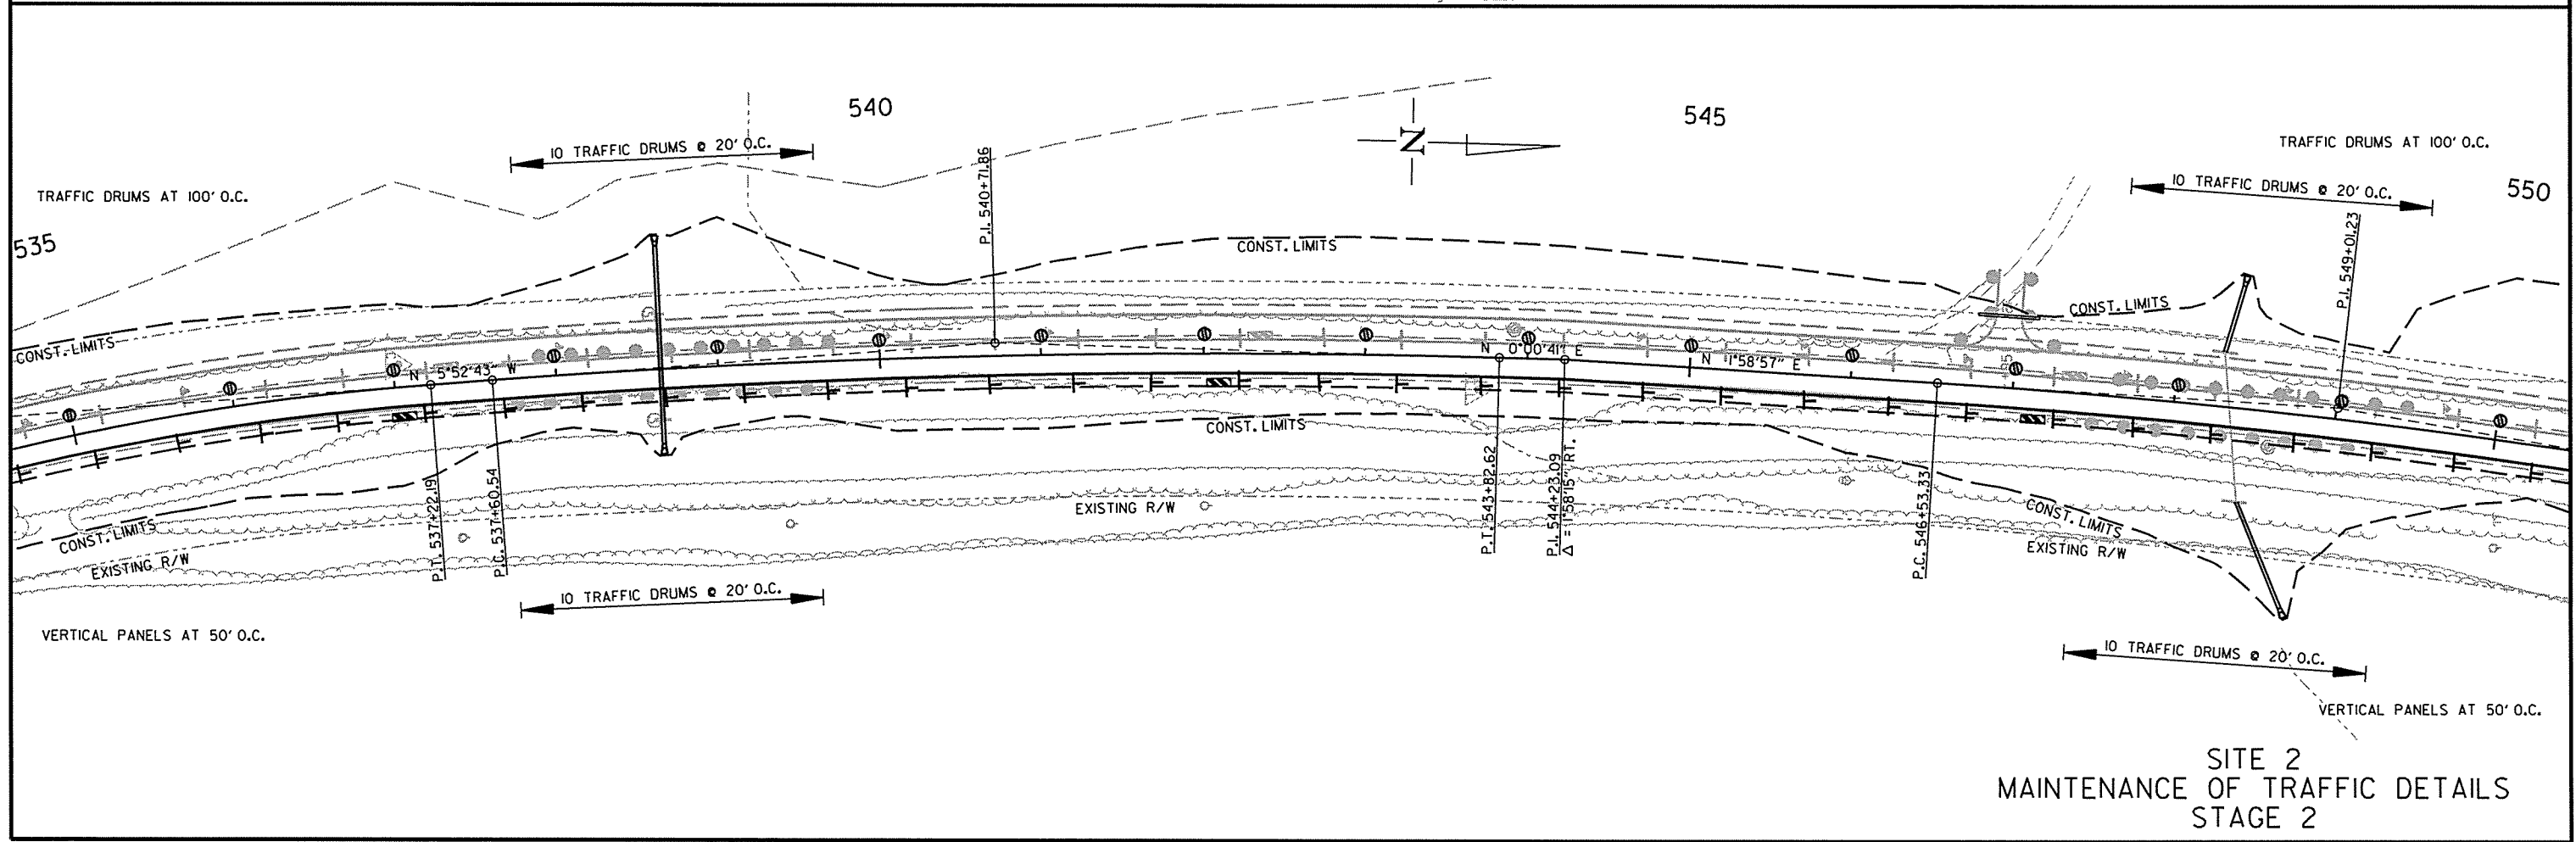 540
545
10 TRAFFIC DRUMS @ 20' O.C.
TRAFFIC DRUMS AT 100' O.C.
N
TRAFFIC DRUMS AT 100' O.C.
10 TRAFFIC DRUMS @ 20' O.C.
550
535
P.I. 540+71.86
P.I. 549+01.23
CONST. LIMITS
CONST. LIMITS
CONST. LIMITS
N 5°52'43" W
N 0°00'41" E
N 1°58'57" E
CONST. LIMITS
P.T. 537+22.19
P.C. 537+60.54
P.T. 543+82.62
P.I. 544+23.09
Δ = 1°58'15" RT.
P.C. 546+53.33
EXISTING R/W
CONST. LIMITS
CONST. LIMITS
EXISTING R/W
EXISTING R/W
10 TRAFFIC DRUMS @ 20' O.C.
VERTICAL PANELS AT 50' O.C.
10 TRAFFIC DRUMS @ 20' O.C.
VERTICAL PANELS AT 50' O.C.
SITE 2
MAINTENANCE OF TRAFFIC DETAILS
STAGE 2